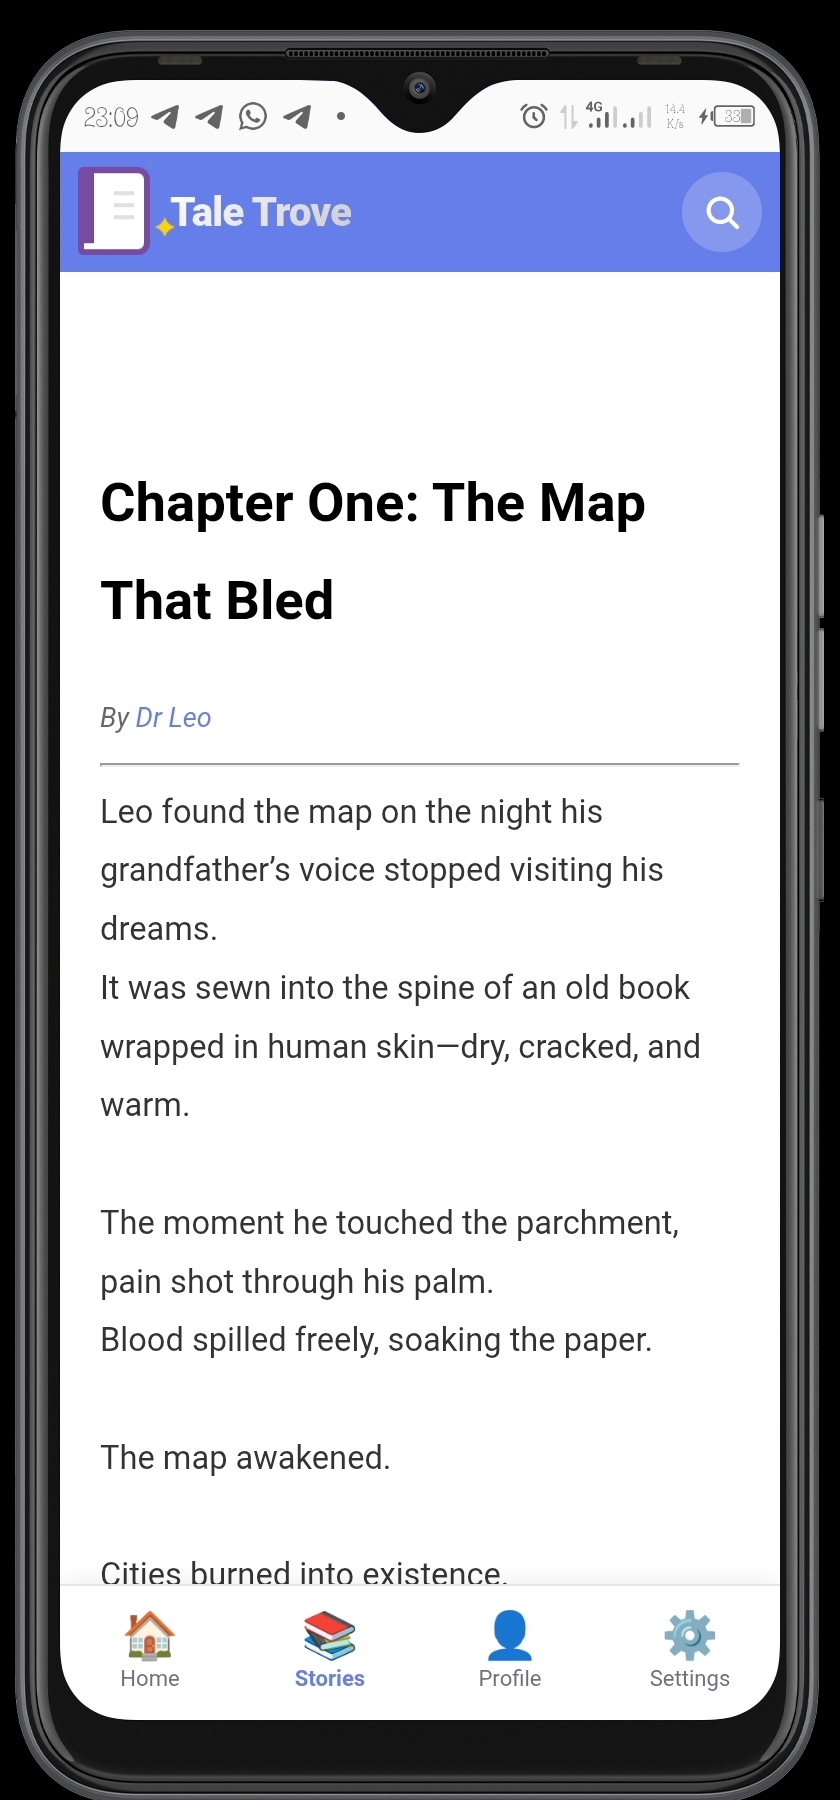 23:09
4G
14.4
K/s
33
Tale Trove
Chapter One: The Map
That Bled
By Dr Leo
Leo found the map on the night his
grandfather’s voice stopped visiting his
dreams.
It was sewn into the spine of an old book
wrapped in human skin—dry, cracked, and
warm.
The moment he touched the parchment,
pain shot through his palm.
Blood spilled freely, soaking the paper.
The map awakened.
Cities burned into existence.
Home
Stories
Profile
Settings